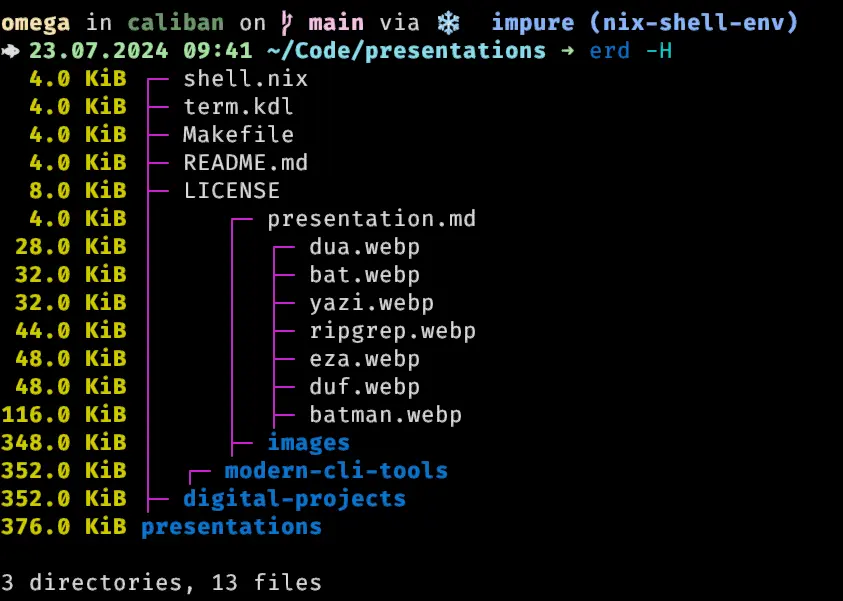 omega in caliban on main via ❄ impure (nix-shell-env)
23.07.2024 09:41 ~/Code/presentations → erd -H
4.0 KiB ┌─ shell.nix
4.0 KiB ├─ term.kdl
4.0 KiB ├─ Makefile
4.0 KiB ├─ README.md
8.0 KiB ├─ LICENSE
4.0 KiB │ ┌─ presentation.md
28.0 KiB │ │ ┌─ dua.webp
32.0 KiB │ │ ├─ bat.webp
32.0 KiB │ │ ├─ yazi.webp
44.0 KiB │ │ ├─ ripgrep.webp
48.0 KiB │ │ ├─ eza.webp
48.0 KiB │ │ ├─ duf.webp
116.0 KiB │ │ ├─ batman.webp
348.0 KiB │ ├─ images
352.0 KiB │ ┌─ modern-cli-tools
352.0 KiB ├─ digital-projects
376.0 KiB presentations
3 directories, 13 files